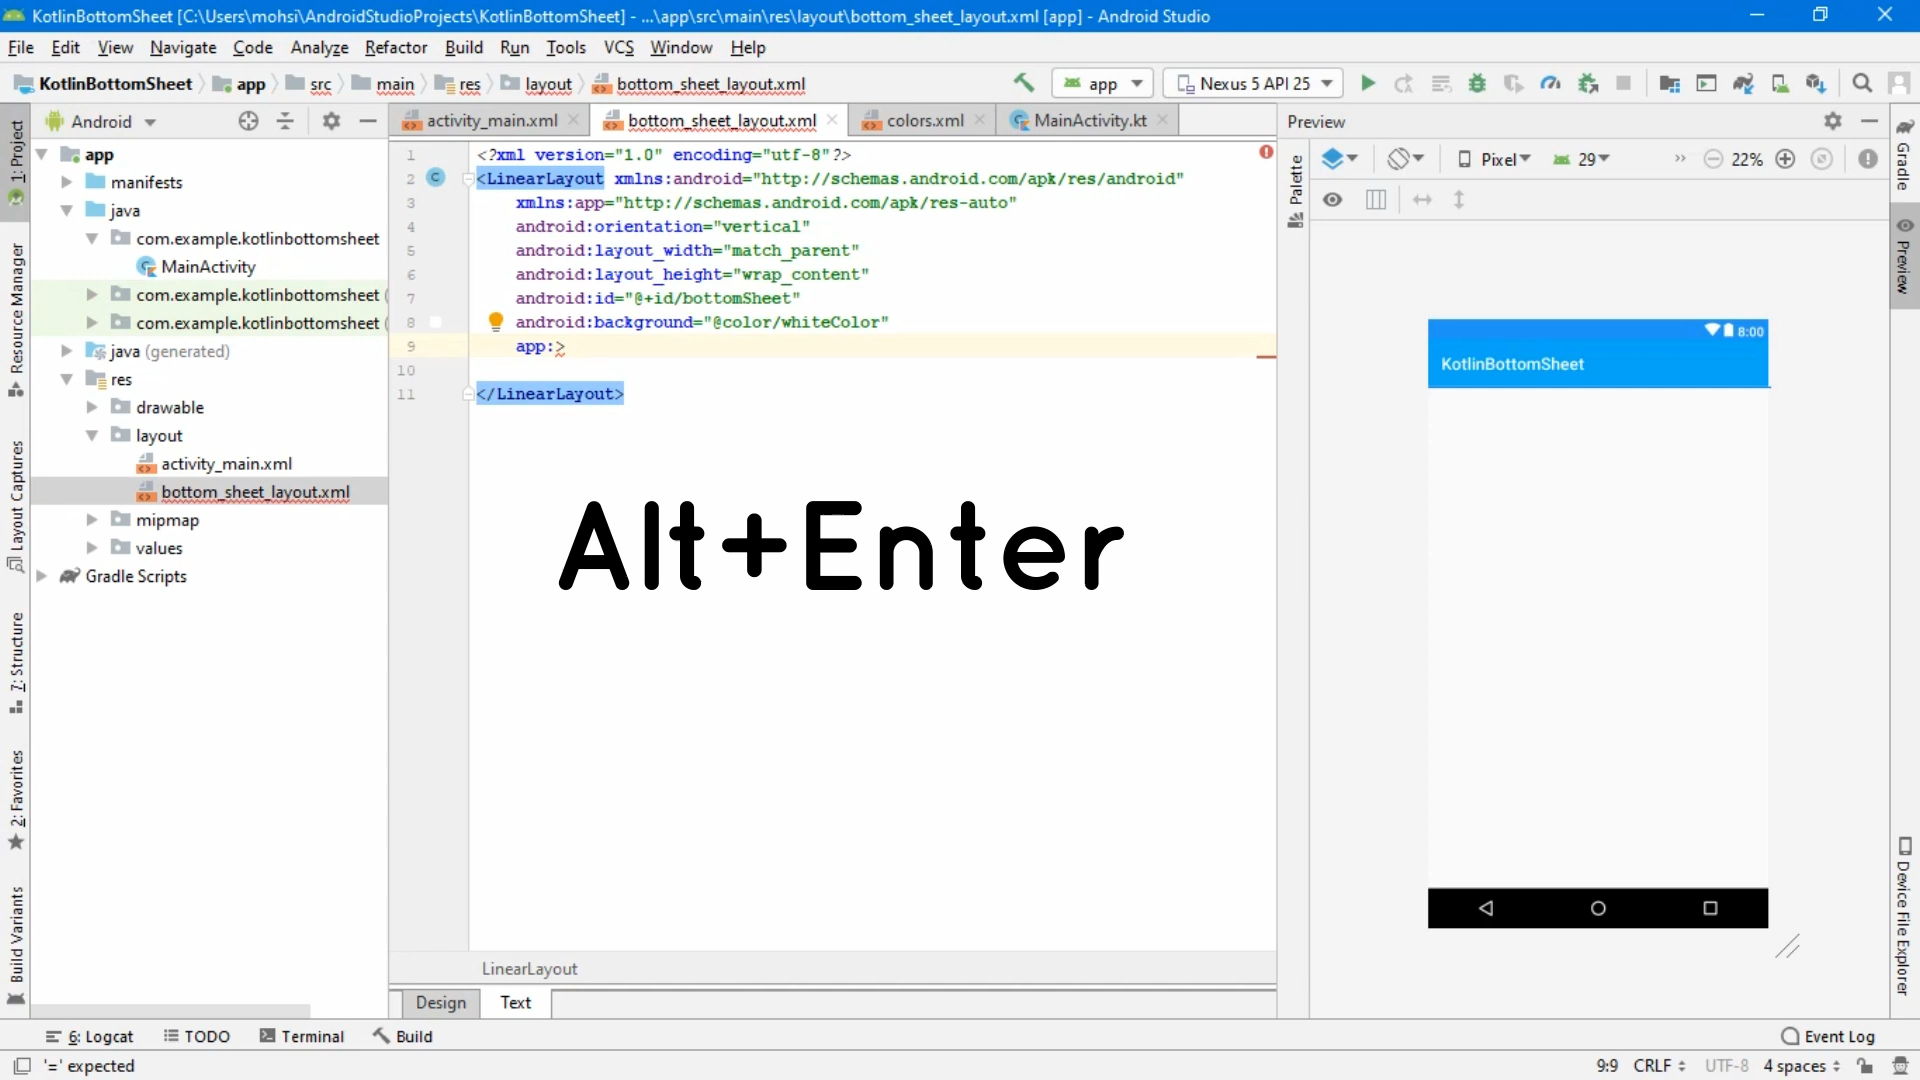 KotlinBottomSheet [C:\Users\mohsi\AndroidStudioProjects\KotlinBottomSheet] - ...\app\src\main\res\layout\bottom_sheet_layout.xml [app] - Android Studio
File Edit View Navigate Code Analyze Refactor Build Run Tools VCS Window Help
KotlinBottomSheet app src main res layout bottom_sheet_layout.xml app Nexus 5 API 25
Android
activity_main.xml bottom_sheet_layout.xml colors.xml MainActivity.kt
Preview
1: Project
Resource Manager
Layout Captures
7: Structure
2: Favorites
Build Variants
app
manifests
java
com.example.kotlinbottomsheet
MainActivity
com.example.kotlinbottomsheet (
com.example.kotlinbottomsheet (
java (generated)
res
drawable
layout
activity_main.xml
bottom_sheet_layout.xml
mipmap
values
Gradle Scripts
1 <?xml version="1.0" encoding="utf-8"?>
2 <LinearLayout xmlns:android="http://schemas.android.com/apk/res/android"
3 xmlns:app="http://schemas.android.com/apk/res-auto"
4 android:orientation="vertical"
5 android:layout_width="match_parent"
6 android:layout_height="wrap_content"
7 android:id="@+id/bottomSheet"
8 android:background="@color/whiteColor"
9 app:>
10
11 </LinearLayout>
Alt+Enter
LinearLayout
Design Text
Palette
Pixel 29 22%
8:00
KotlinBottomSheet
Gradle
Preview
Device File Explorer
6: Logcat TODO Terminal Build Event Log
'=' expected 9:9 CRLF UTF-8 4 spaces